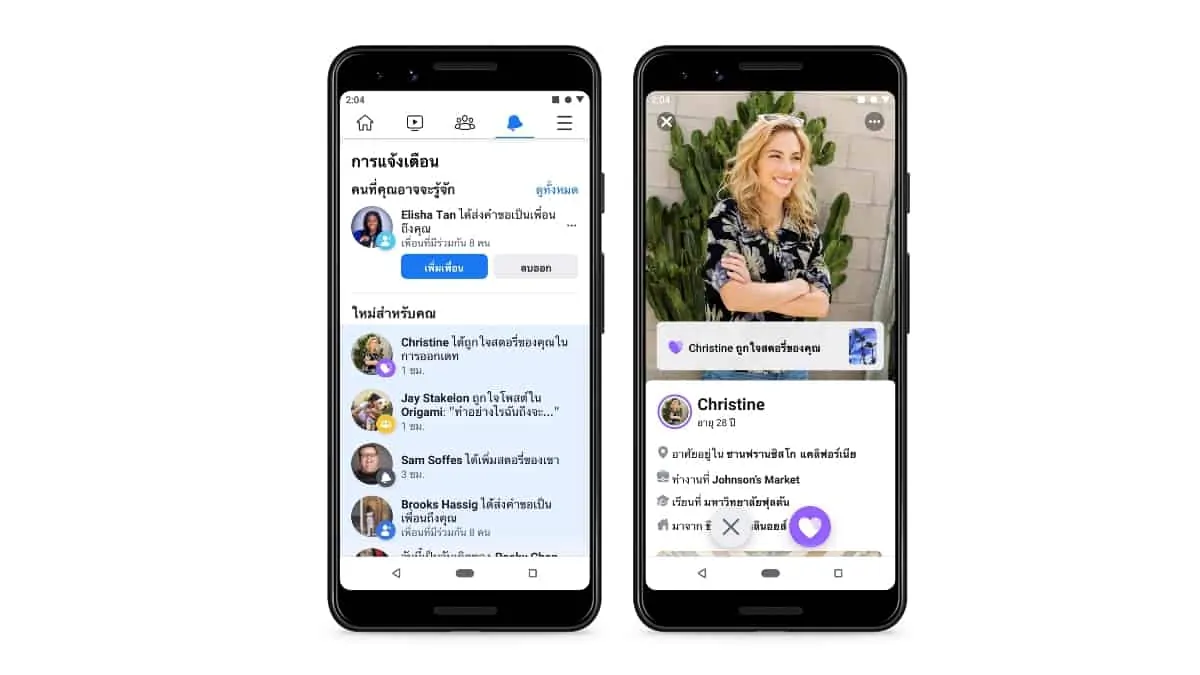 2:04
การแจ้งเตือน
คนที่คุณอาจจะรู้จัก
ดูทั้งหมด
Elisha Tan ได้ส่งคำขอเป็นเพื่อน
ถึงคุณ
เพื่อนที่มีร่วมกัน 8 คน
เพิ่มเพื่อน
ลบออก
ใหม่สำหรับคุณ
Christine ได้ถูกใจสตอรี่ของคุณใน
การออกเดท
1 ชม.
Jay Stakelon ถูกใจโพสต์ใน
Origami: "ทำอย่างไรฉันถึงจะ..."
1 ชม.
Sam Soffes ได้เพิ่มสตอรี่ของเขา
3 ชม.
Brooks Hassig ได้ส่งคำขอเป็น
เพื่อนถึงคุณ
เพื่อนที่มีร่วมกัน 8 คน
2:04
Christine ถูกใจสตอรี่ของคุณ
Christine
อายุ 28 ปี
อาศัยอยู่ใน ซานฟรานซิสโก แคลิฟอร์เนีย
ทำงานที่ Johnson's Market
เรียนที่ มหาวิทยาลัยฟุลตัน
มาจาก